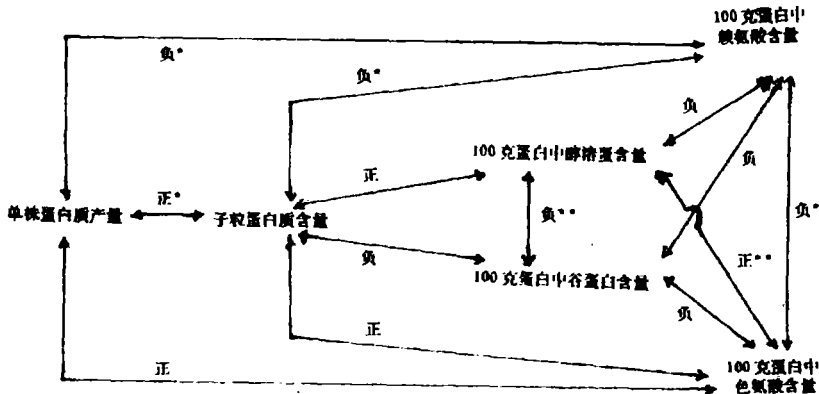 100克蛋白中
赖氨酸含量
负*
负*
负
100克蛋白中醇溶蛋含量
负
正
单株蛋白质产量
正*
子粒蛋白质含量
负**
负*
负
正**
100克蛋白中谷蛋白含量
负
正
100克蛋白中
色氨酸含量
正